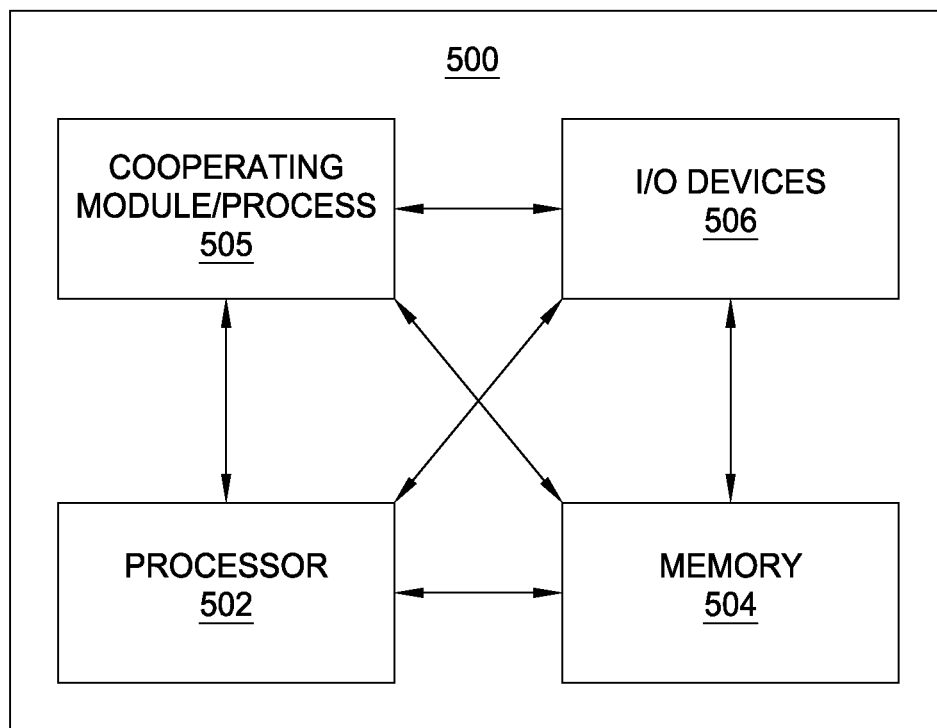 500
COOPERATING
MODULE/PROCESS
505
I/O DEVICES
506
PROCESSOR
502
MEMORY
504